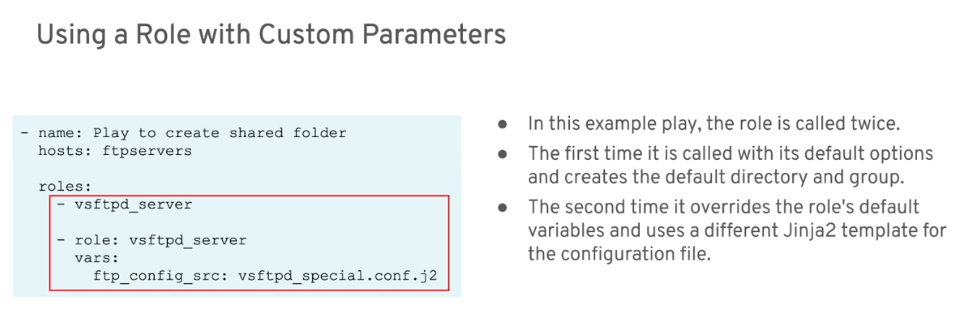 Using a Role with Custom Parameters
- name: Play to create shared folder
  hosts: ftpservers
  roles:
    - vsftpd_server
    - role: vsftpd_server
      vars:
        ftp_config_src: vsftpd_special.conf.j2
● In this example play, the role is called twice.
● The first time it is called with its default options
and creates the default directory and group.
● The second time it overrides the role's default
variables and uses a different Jinja2 template for
the configuration file.